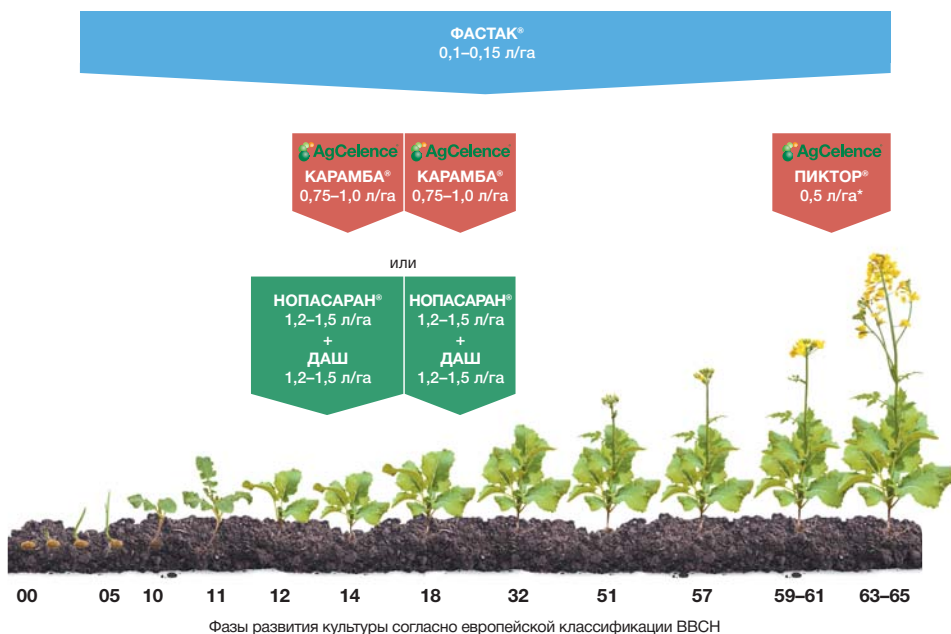 ФАСТАК®
0,1–0,15 л/га
AgCelence®
КАРАМБА®
0,75–1,0 л/га
AgCelence®
КАРАМБА®
0,75–1,0 л/га
AgCelence®
ПИКТОР®
0,5 л/га*
или
НОПАСАРАН®
1,2–1,5 л/га
+
ДАШ
1,2–1,5 л/га
НОПАСАРАН®
1,2–1,5 л/га
+
ДАШ
1,2–1,5 л/га
00 05 10 11 12 14 18 32 51 57 59–61 63–65
Фазы развития культуры согласно европейской классификации BBCH